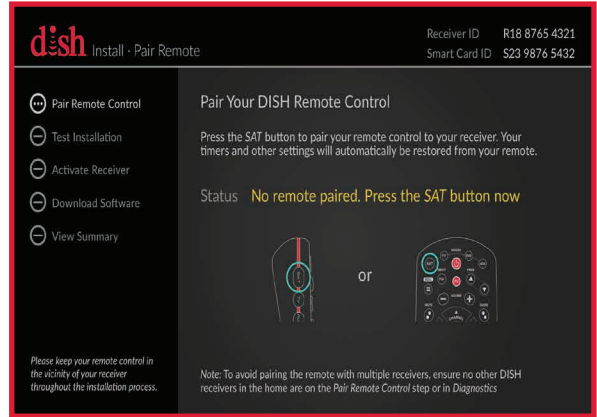 dish Install · Pair Remote
Receiver ID R18 8765 4321
Smart Card ID S23 9876 5432
Pair Remote Control
Test Installation
Activate Receiver
Download Software
View Summary
Please keep your remote control in
the vicinity of your receiver
throughout the installation process.
Pair Your DISH Remote Control
Press the SAT button to pair your remote control to your receiver. Your
timers and other settings will automatically be restored from your remote.
Status No remote paired. Press the SAT button now
or
SAT
Note: To avoid pairing the remote with multiple receivers, ensure no other DISH
receivers in the home are on the Pair Remote Control step or in Diagnostics